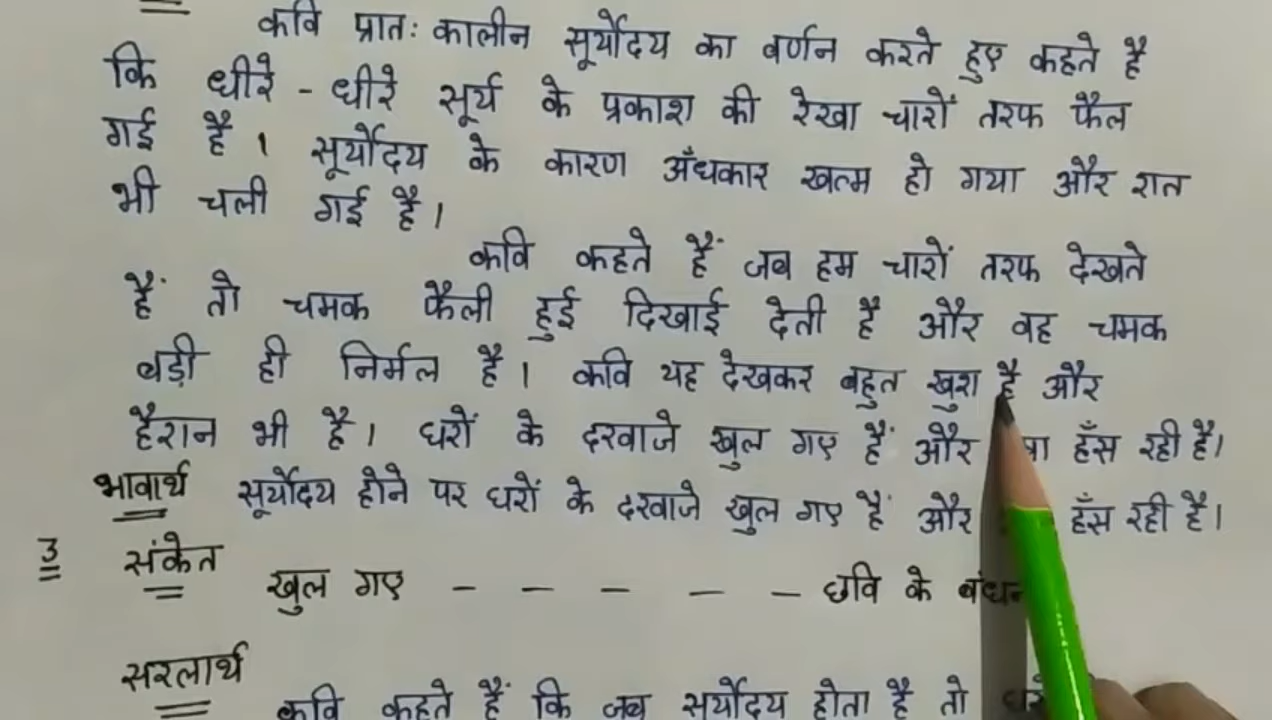 कवि प्रातः कालीन सूर्योदय का वर्णन करते हुए कहते है
कि धीरे - धीरे सूर्य के प्रकाश की रेखा चारों तरफ फैल
गई है । सूर्योदय के कारण अँधकार खत्म हो गया और रात
भी चली गई है ।
कवि कहते हैं जब हम चारों तरफ देखते
हैं तो चमक फैली हुई दिखाई देती है और वह चमक
बड़ी ही निर्मल है । कवि यह देखकर बहुत खुश है और
हैरान भी है । घरों के दरवाजे खुल गए हैं और हँस रही है।
भावार्थ सूर्योदय होने पर घरों के दरवाजे खुल गए हैं और हँस रही है।
3 संकेत
खुल गए - - - - - छवि के
सरलार्थ
कवि कहते हैं कि जब सूर्योदय होता है तो